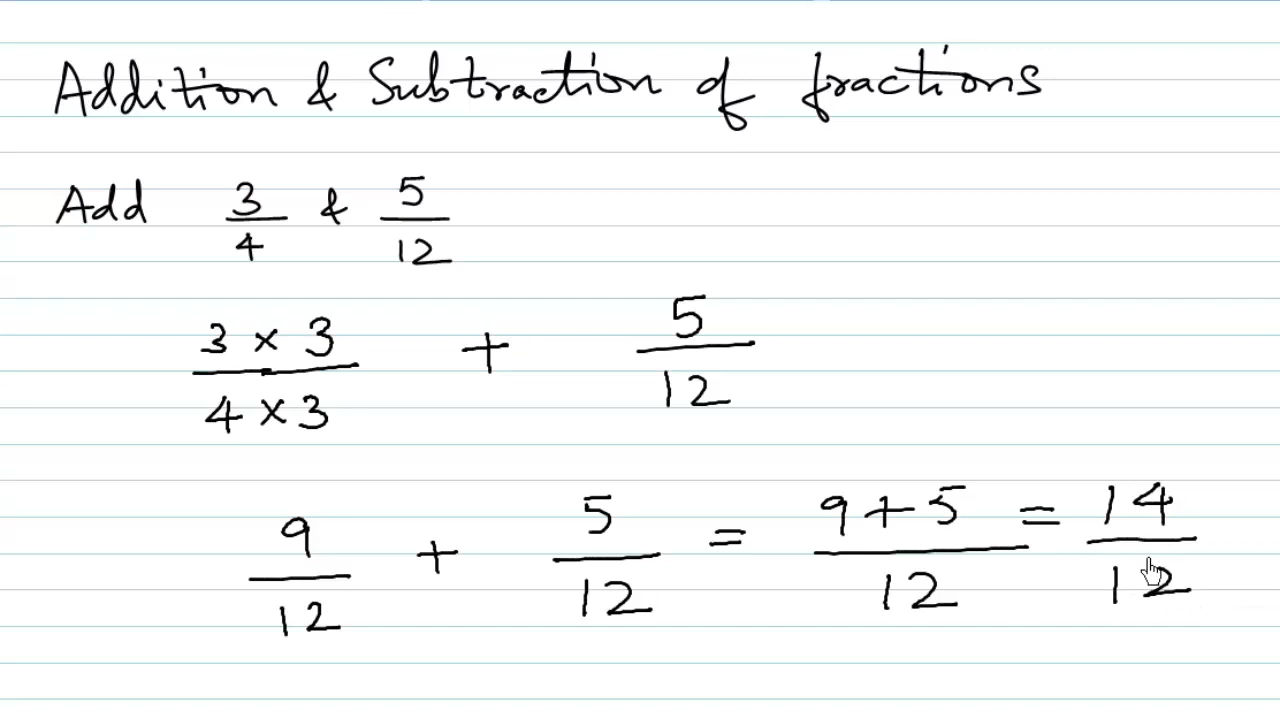 Addition & Subtraction of fractions
Add 3/4 & 5/12
3 × 3 / 4 × 3 + 5/12
9/12 + 5/12 = 9+5/12 = 14/12